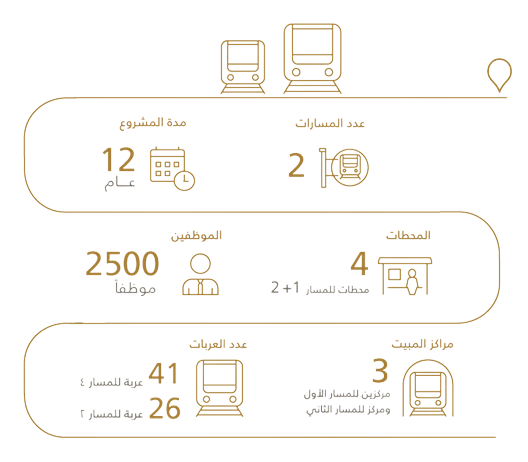 عدد المسارات
2
مدة المشروع
12
عـــام
المحطات
4
محطات للمسار 1 + 2
الموظفين
2500
موظفاً
مراكز المبيت
3
مركزين للمسار الأول
ومركز للمسار الثاني
عدد العربات
41 عربة للمسار ٤
26 عربة للمسار ٢